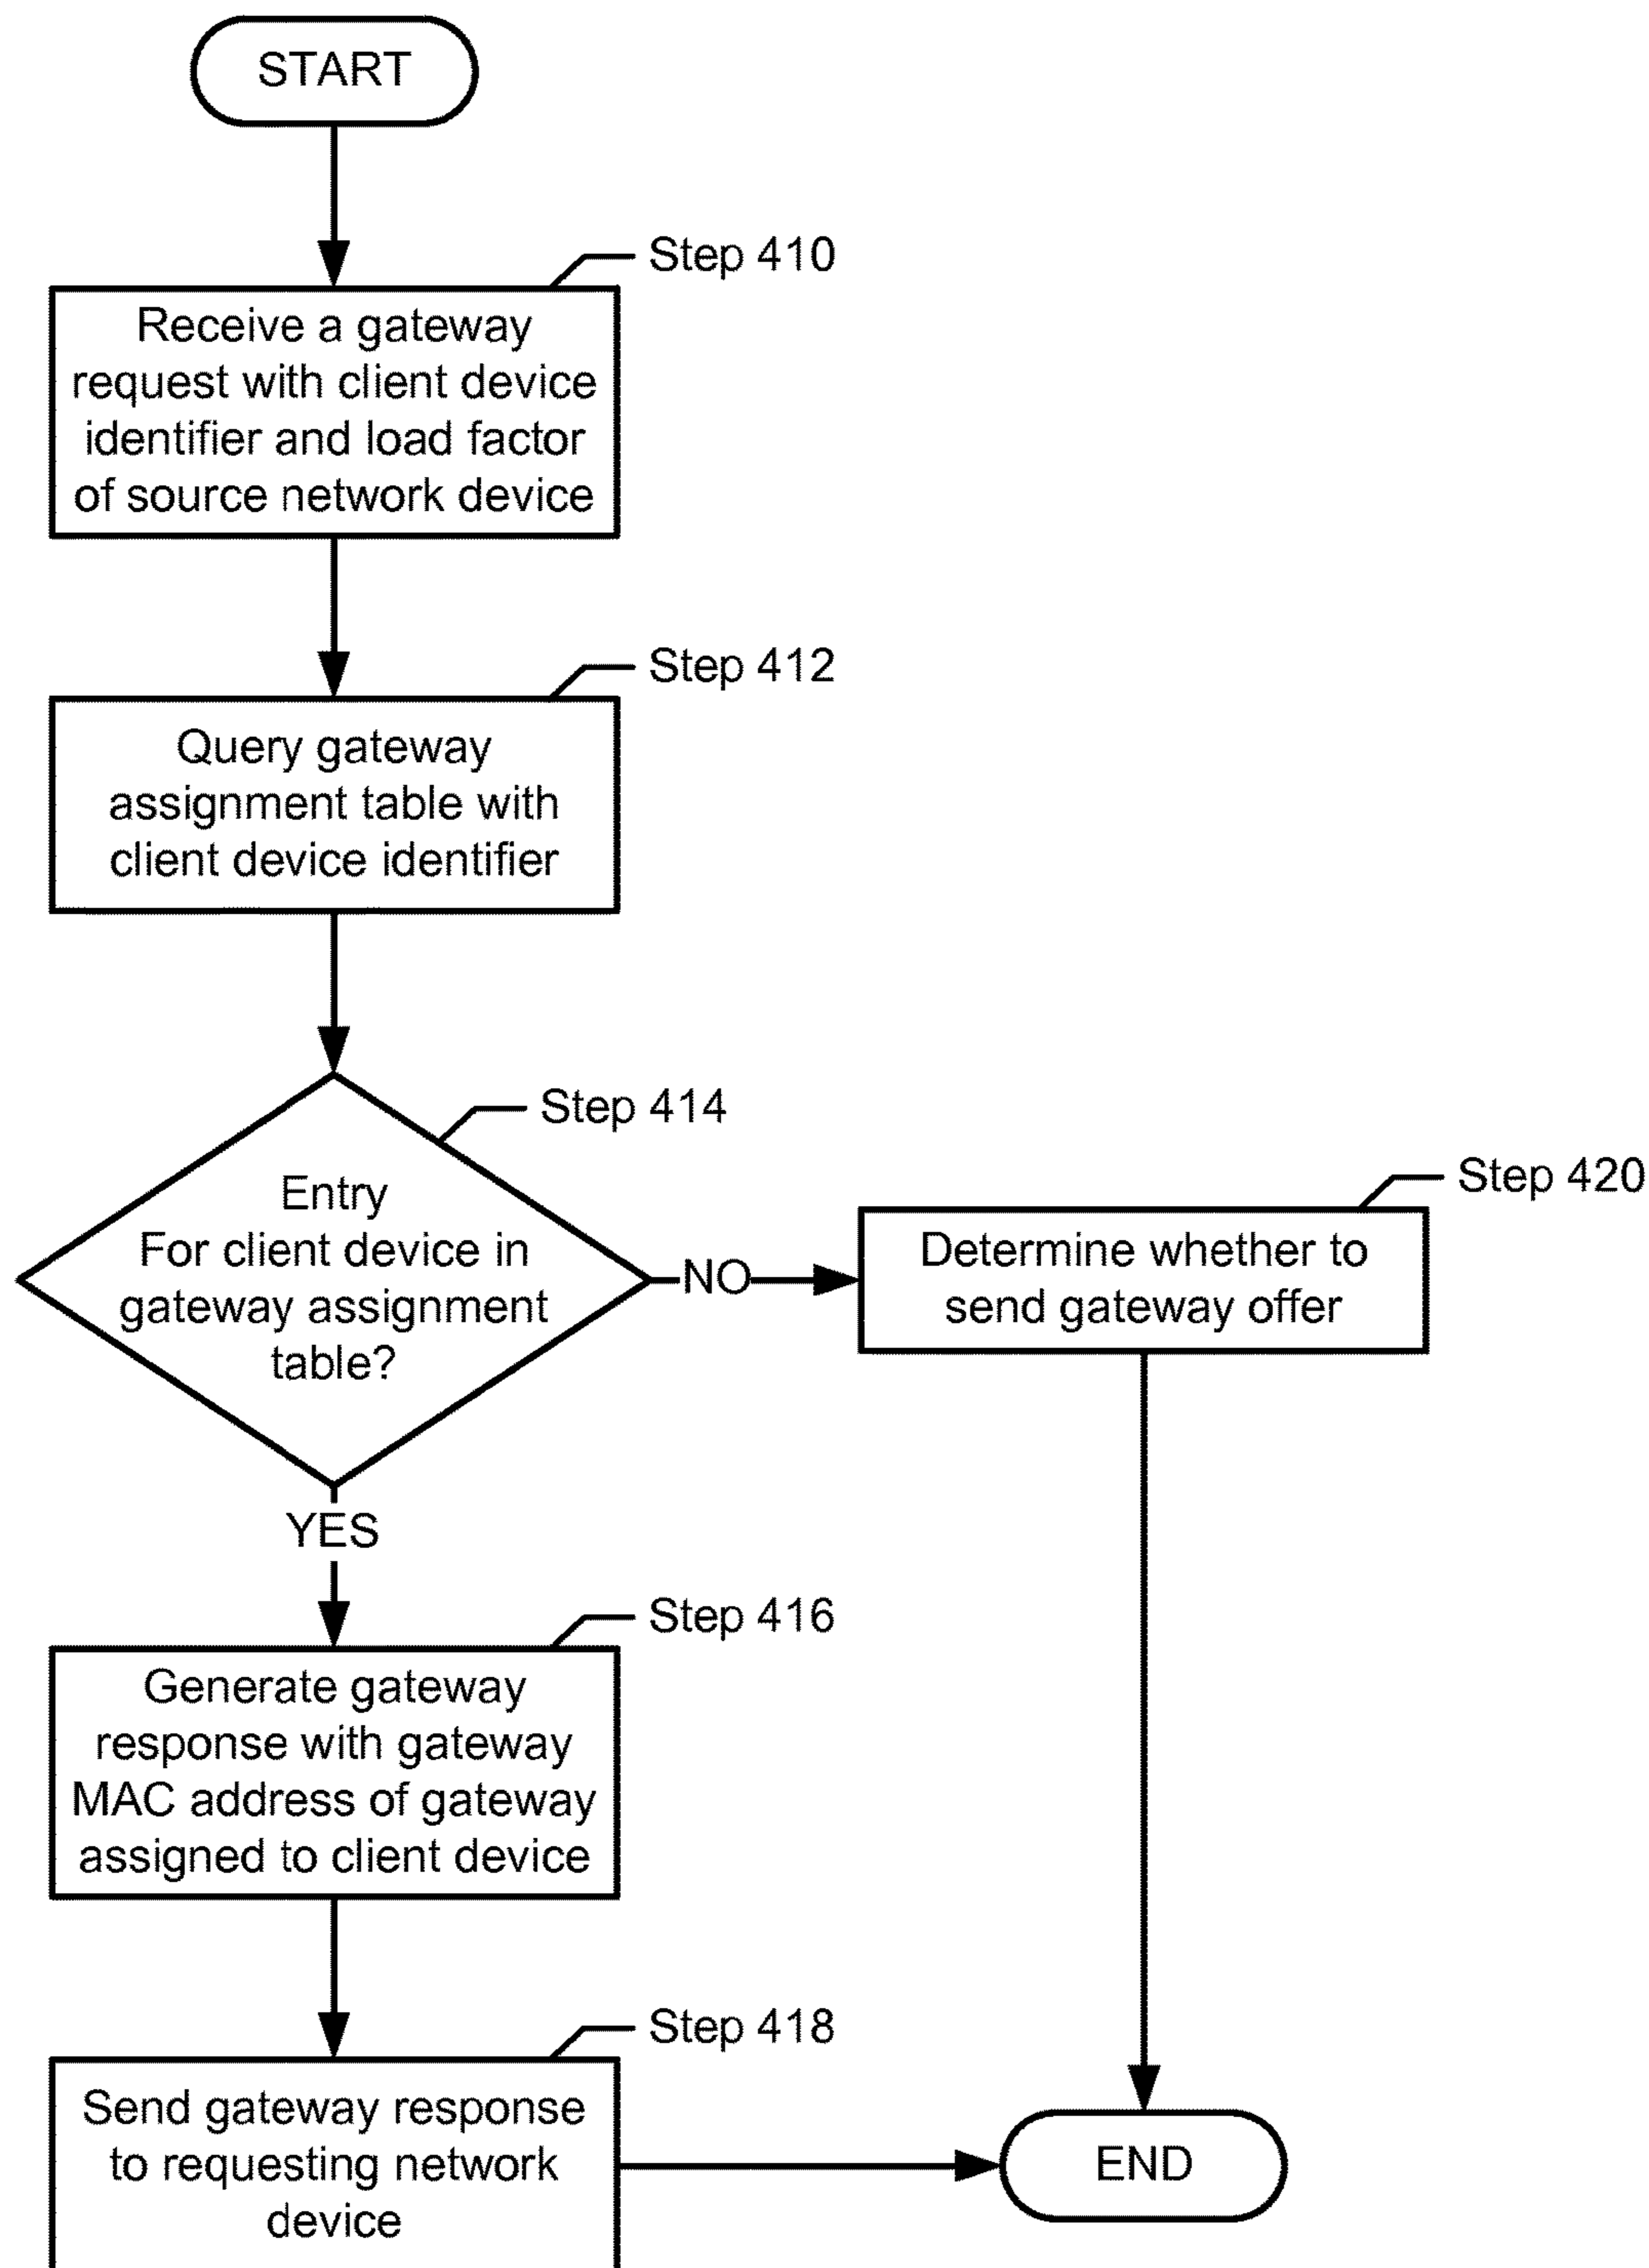 START
Step 410
Receive a gateway
request with client device
identifier and load factor
of source network device
Step 412
Query gateway
assignment table with
client device identifier
Step 414
Entry
For client device in
gateway assignment
table?
NO
Step 420
Determine whether to
send gateway offer
YES
Step 416
Generate gateway
response with gateway
MAC address of gateway
assigned to client device
Step 418
Send gateway response
to requesting network
device
END